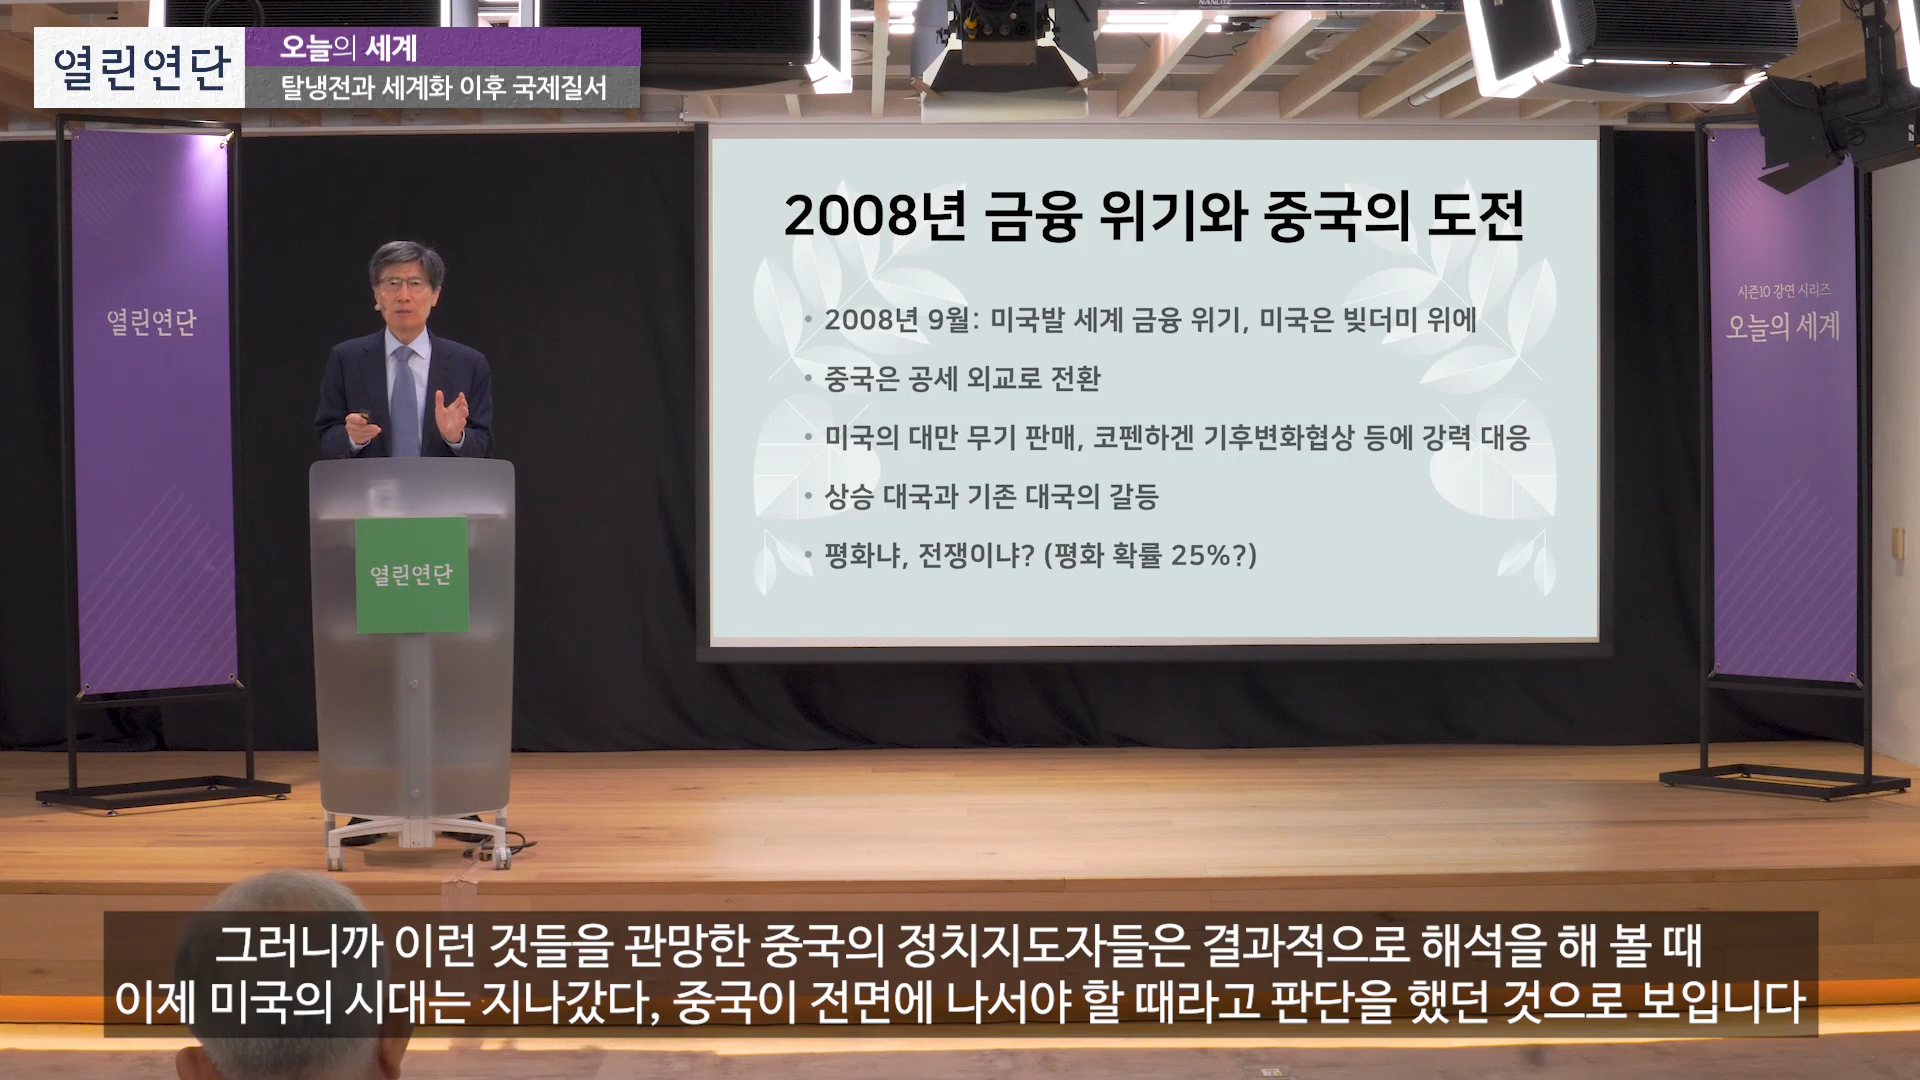 열린연단
오늘의 세계
탈냉전과 세계화 이후 국제질서
NANLITE
열린연단
2008년 금융 위기와 중국의 도전
• 2008년 9월: 미국발 세계 금융 위기, 미국은 빚더미 위에
• 중국은 공세 외교로 전환
• 미국의 대만 무기 판매, 코펜하겐 기후변화협상 등에 강력 대응
• 상승 대국과 기존 대국의 갈등
• 평화냐, 전쟁이냐? (평화 확률 25%?)
시즌10 강연 시리즈
오늘의 세계
열린연단
그러니까 이런 것들을 관망한 중국의 정치지도자들은 결과적으로 해석을 해 볼 때
이제 미국의 시대는 지나갔다, 중국이 전면에 나서야 할 때라고 판단을 했던 것으로 보입니다